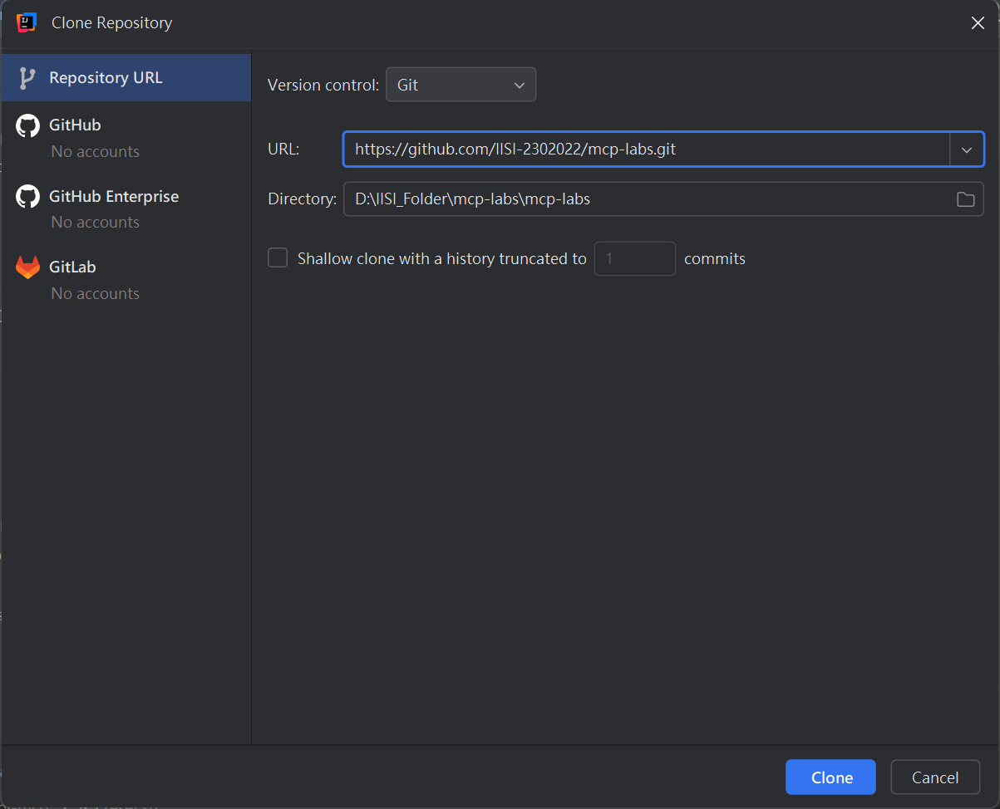 Clone Repository
Repository URL
GitHub
No accounts
GitHub Enterprise
No accounts
GitLab
No accounts
Version control: Git
URL: https://github.com/IISI-2302022/mcp-labs.git
Directory: D:\IISI_Folder\mcp-labs\mcp-labs
Shallow clone with a history truncated to 1 commits
Clone Cancel